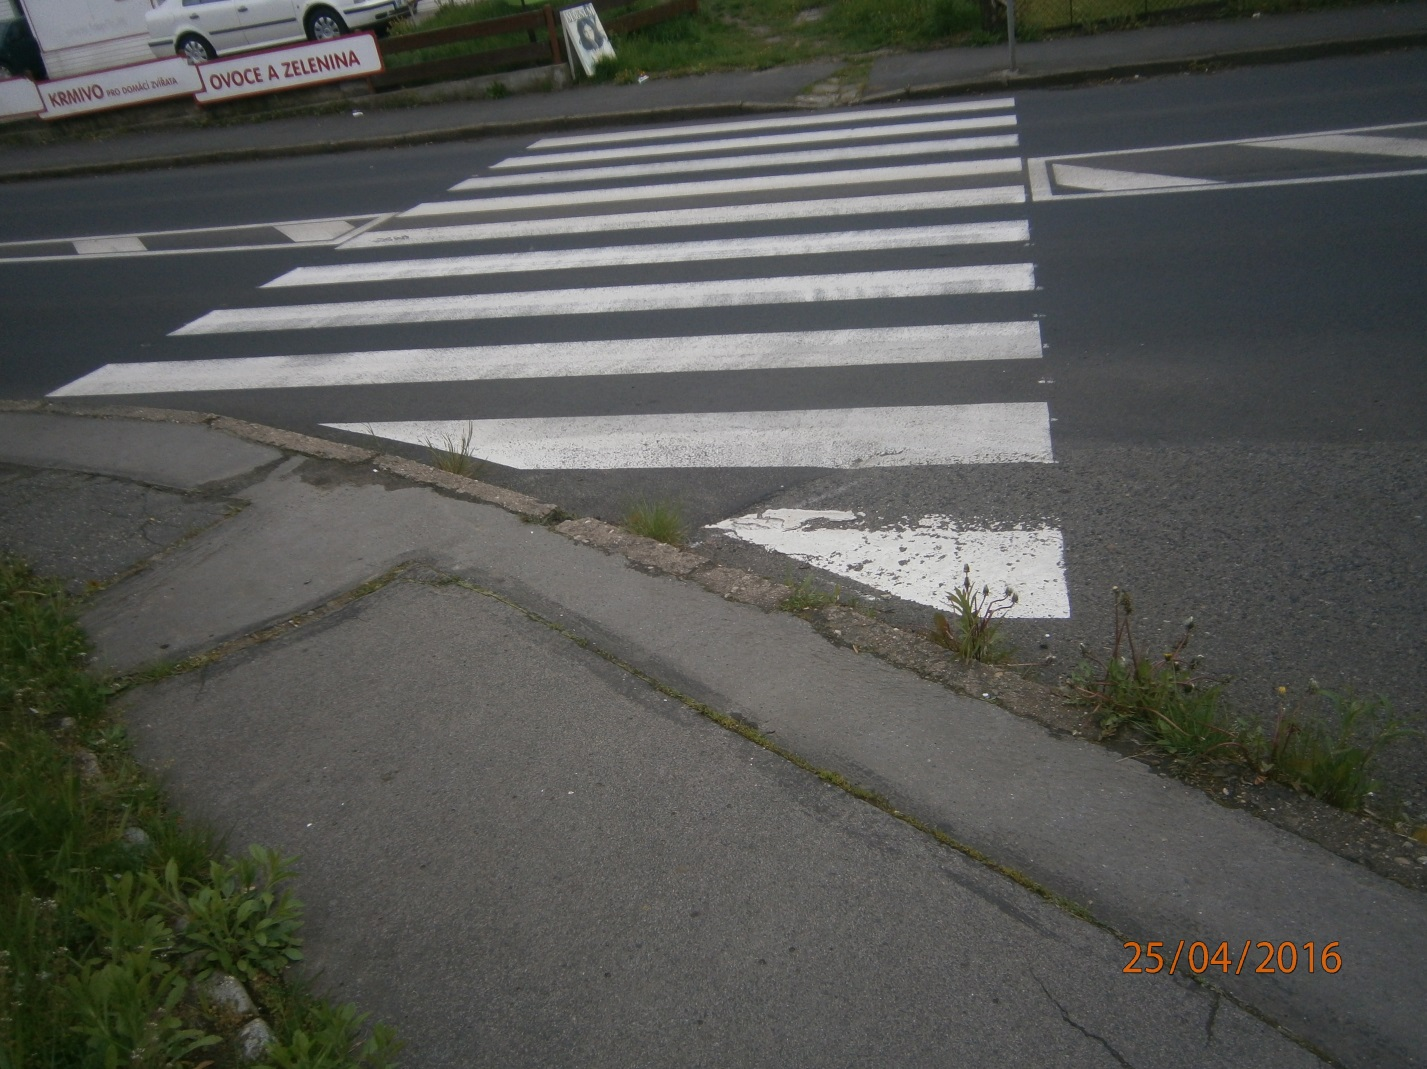 KRMIVO PRO DOMÁCÍ ZVÍŘATA
OVOCE A ZELENINA
25/04/2016